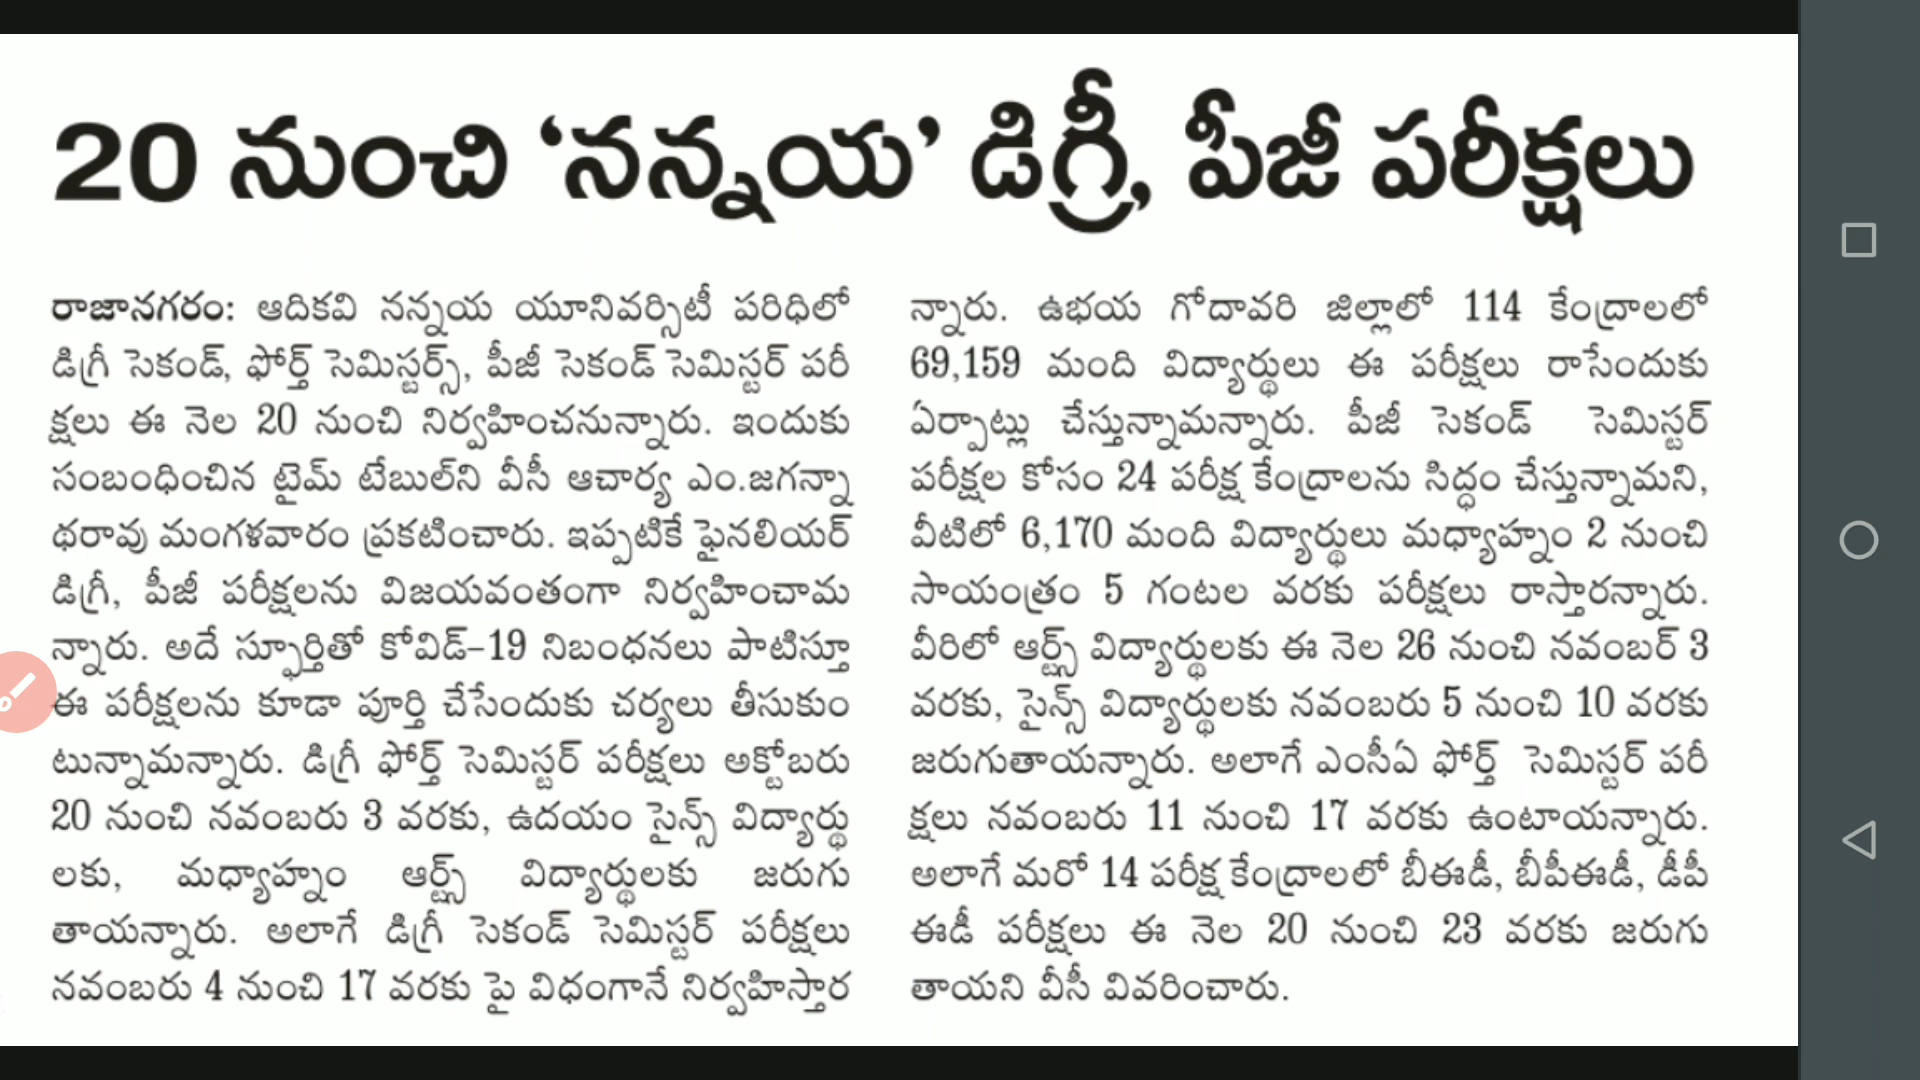 20 నుంచి ‘నన్నయ’ డిగ్రీ, పీజీ పరీక్షలు
రాజానగరం: ఆదికవి నన్నయ యూనివర్సిటీ పరిధిలో
డిగ్రీ సెకండ్, ఫోర్త్ సెమిస్టర్స్, పీజీ సెకండ్ సెమిస్టర్ పరీ
క్షలు ఈ నెల 20 నుంచి నిర్వహించనున్నారు. ఇందుకు
సంబంధించిన టైమ్ టేబుల్‌ని వీసీ ఆచార్య ఎం.జగన్నా
థరావు మంగళవారం ప్రకటించారు. ఇప్పటికే ఫైనలియర్
డిగ్రీ, పీజీ పరీక్షలను విజయవంతంగా నిర్వహించామ
న్నారు. అదే స్ఫూర్తితో కోవిడ్-19 నిబంధనలు పాటిస్తూ
ఈ పరీక్షలను కూడా పూర్తి చేసేందుకు చర్యలు తీసుకుం
టున్నామన్నారు. డిగ్రీ ఫోర్త్ సెమిస్టర్ పరీక్షలు అక్టోబరు
20 నుంచి నవంబరు 3 వరకు, ఉదయం సైన్స్ విద్యార్థు
లకు, మధ్యాహ్నం ఆర్ట్స్ విద్యార్థులకు జరుగు
తాయన్నారు. అలాగే డిగ్రీ సెకండ్ సెమిస్టర్ పరీక్షలు
నవంబరు 4 నుంచి 17 వరకు పై విధంగానే నిర్వహిస్తార
న్నారు. ఉభయ గోదావరి జిల్లాలో 114 కేంద్రాలలో
69,159 మంది విద్యార్థులు ఈ పరీక్షలు రాసేందుకు
ఏర్పాట్లు చేస్తున్నామన్నారు. పీజీ సెకండ్ సెమిస్టర్
పరీక్షల కోసం 24 పరీక్ష కేంద్రాలను సిద్ధం చేస్తున్నామని,
వీటిలో 6,170 మంది విద్యార్థులు మధ్యాహ్నం 2 నుంచి
సాయంత్రం 5 గంటల వరకు పరీక్షలు రాస్తారన్నారు.
వీరిలో ఆర్ట్స్ విద్యార్థులకు ఈ నెల 26 నుంచి నవంబర్ 3
వరకు, సైన్స్ విద్యార్థులకు నవంబరు 5 నుంచి 10 వరకు
జరుగుతాయన్నారు. అలాగే ఎంసీఏ ఫోర్త్ సెమిస్టర్ పరీ
క్షలు నవంబరు 11 నుంచి 17 వరకు ఉంటాయన్నారు.
అలాగే మరో 14 పరీక్ష కేంద్రాలలో బీఈడీ, బీపీఈడీ, డీపీ
ఈడీ పరీక్షలు ఈ నెల 20 నుంచి 23 వరకు జరుగు
తాయని వీసీ వివరించారు.